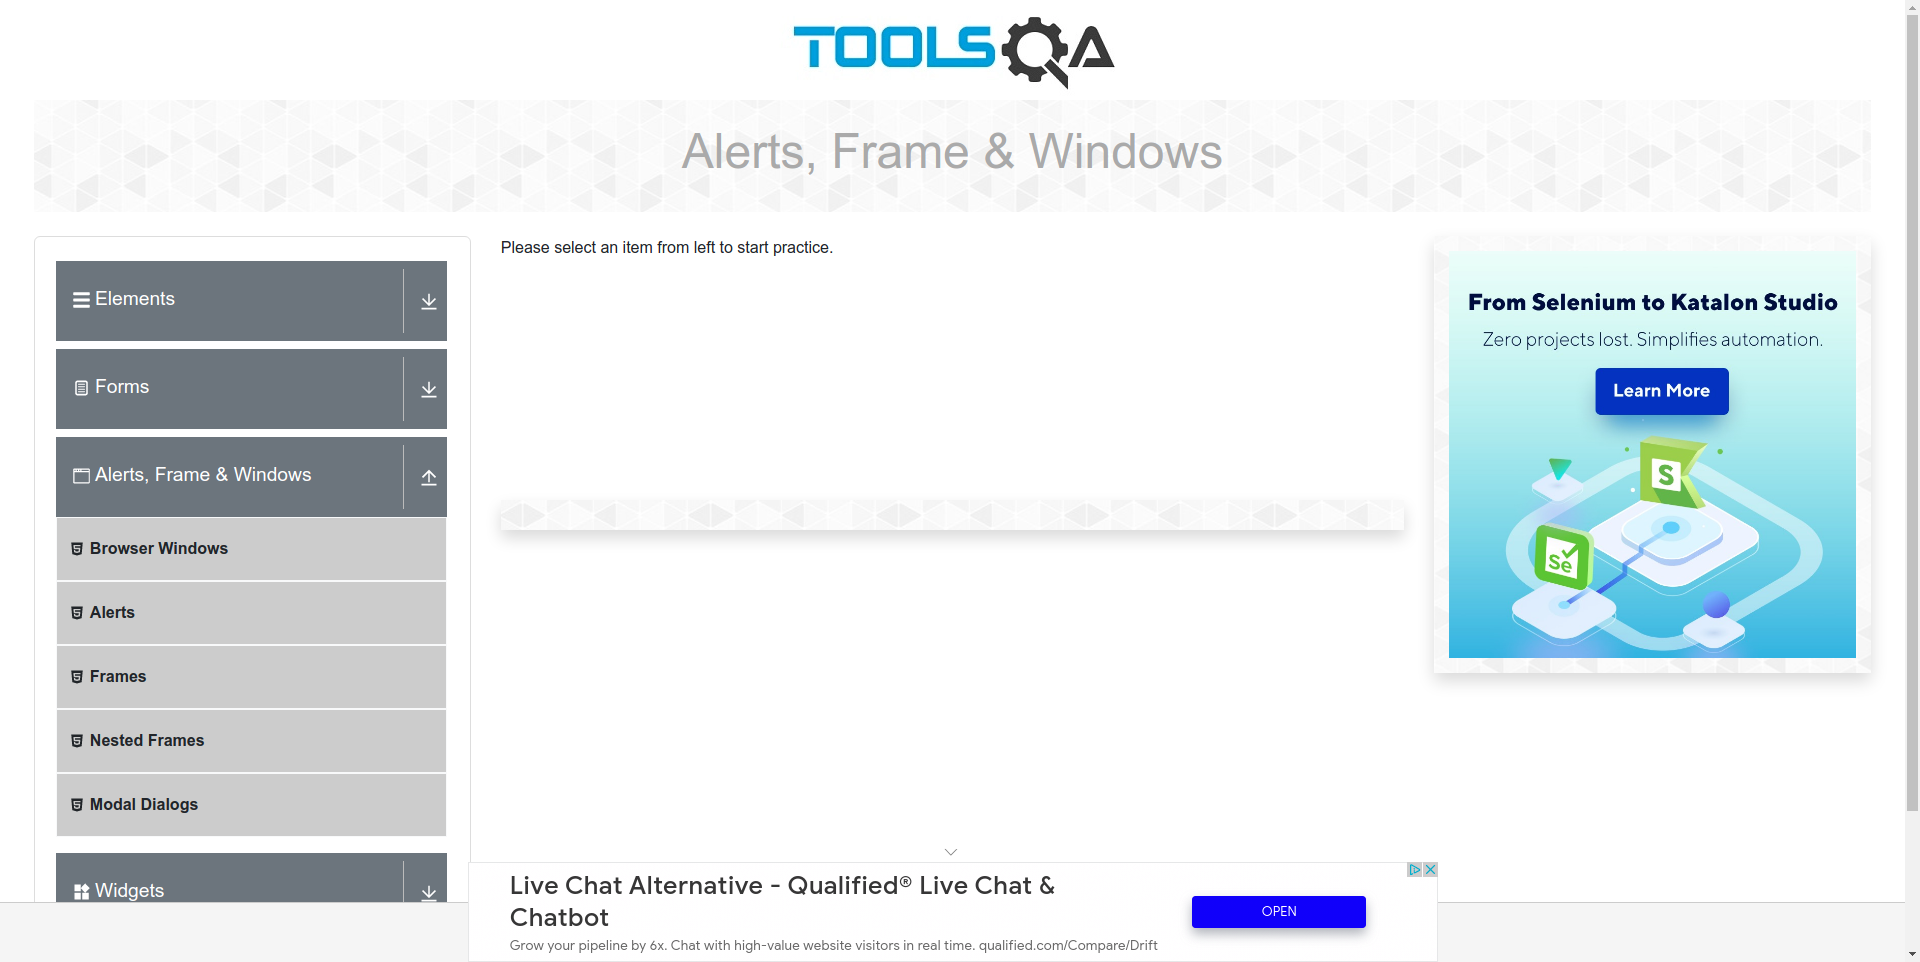 TOOLSQA
Alerts, Frame & Windows
Elements
Forms
Alerts, Frame & Windows
Browser Windows
Alerts
Frames
Nested Frames
Modal Dialogs
Widgets
Please select an item from left to start practice.
From Selenium to Katalon Studio
Zero projects lost. Simplifies automation.
Learn More
S
Se
Live Chat Alternative - Qualified® Live Chat &
Chatbot
Grow your pipeline by 6x. Chat with high-value website visitors in real time. qualified.com/Compare/Drift
OPEN